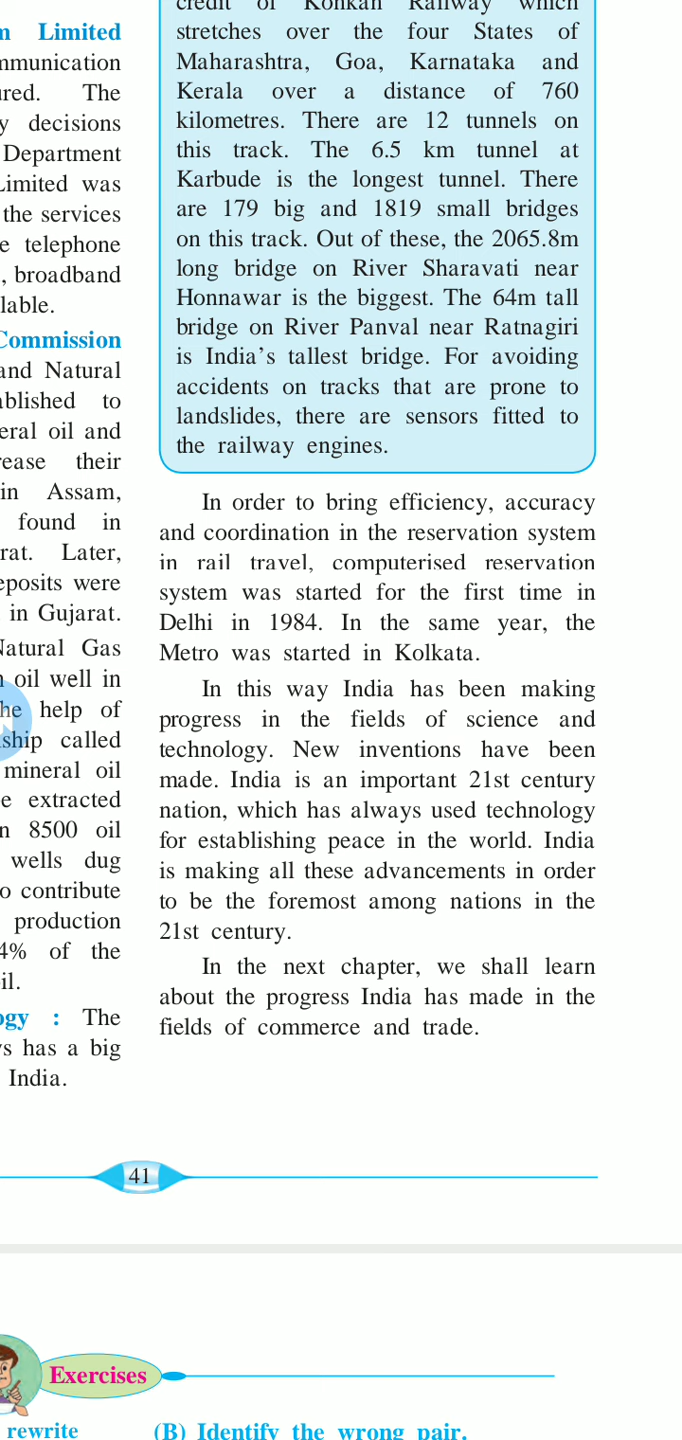 m Limited
mmunication
ured. The
y decisions
Department
Limited was
the services
e telephone
, broadband
lable.
Commission
and Natural
ablished to
eral oil and
rease their
in Assam,
found in
rat. Later,
eposits were
in Gujarat.
Natural Gas
n oil well in
he help of
ship called
mineral oil
e extracted
n 8500 oil
wells dug
o contribute
production
4% of the
il.
ogy : The
ys has a big
India.
credit of Konkan Railway which
stretches over the four States of
Maharashtra, Goa, Karnataka and
Kerala over a distance of 760
kilometres. There are 12 tunnels on
this track. The 6.5 km tunnel at
Karbude is the longest tunnel. There
are 179 big and 1819 small bridges
on this track. Out of these, the 2065.8m
long bridge on River Sharavati near
Honnawar is the biggest. The 64m tall
bridge on River Panval near Ratnagiri
is India's tallest bridge. For avoiding
accidents on tracks that are prone to
landslides, there are sensors fitted to
the railway engines.
In order to bring efficiency, accuracy
and coordination in the reservation system
in rail travel, computerised reservation
system was started for the first time in
Delhi in 1984. In the same year, the
Metro was started in Kolkata.
In this way India has been making
progress in the fields of science and
technology. New inventions have been
made. India is an important 21st century
nation, which has always used technology
for establishing peace in the world. India
is making all these advancements in order
to be the foremost among nations in the
21st century.
In the next chapter, we shall learn
about the progress India has made in the
fields of commerce and trade.
41
Exercises
rewrite
(B) Identify the wrong pair.